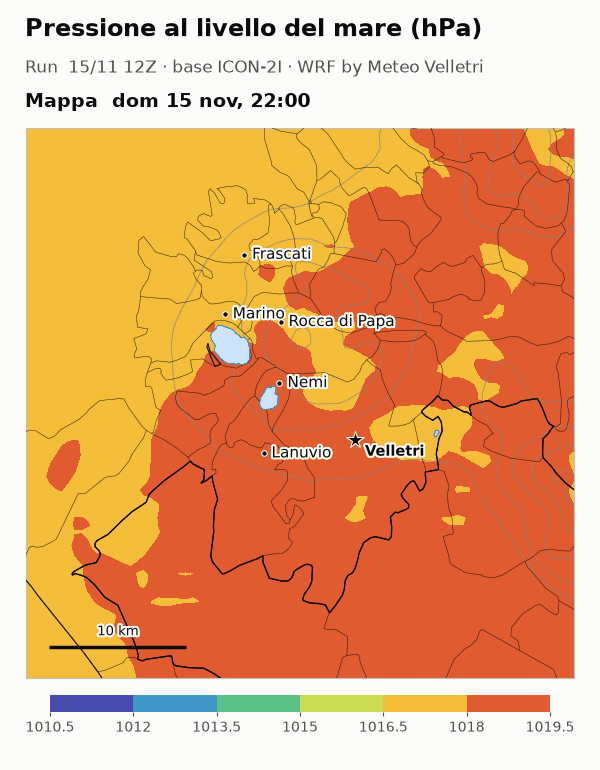 Pressione al livello del mare (hPa)
Run  15/11 12Z · base ICON-2I · WRF by Meteo Velletri
Mappa  dom 15 nov, 22:00
Frascati
Marino
Rocca di Papa
Nemi
Velletri
Lanuvio
10 km
1010.5 1012 1013.5 1015 1016.5 1018 1019.5